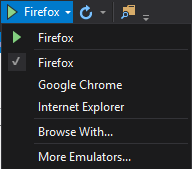 Firefox
Firefox
Firefox
Google Chrome
Internet Explorer
Browse With...
More Emulators...